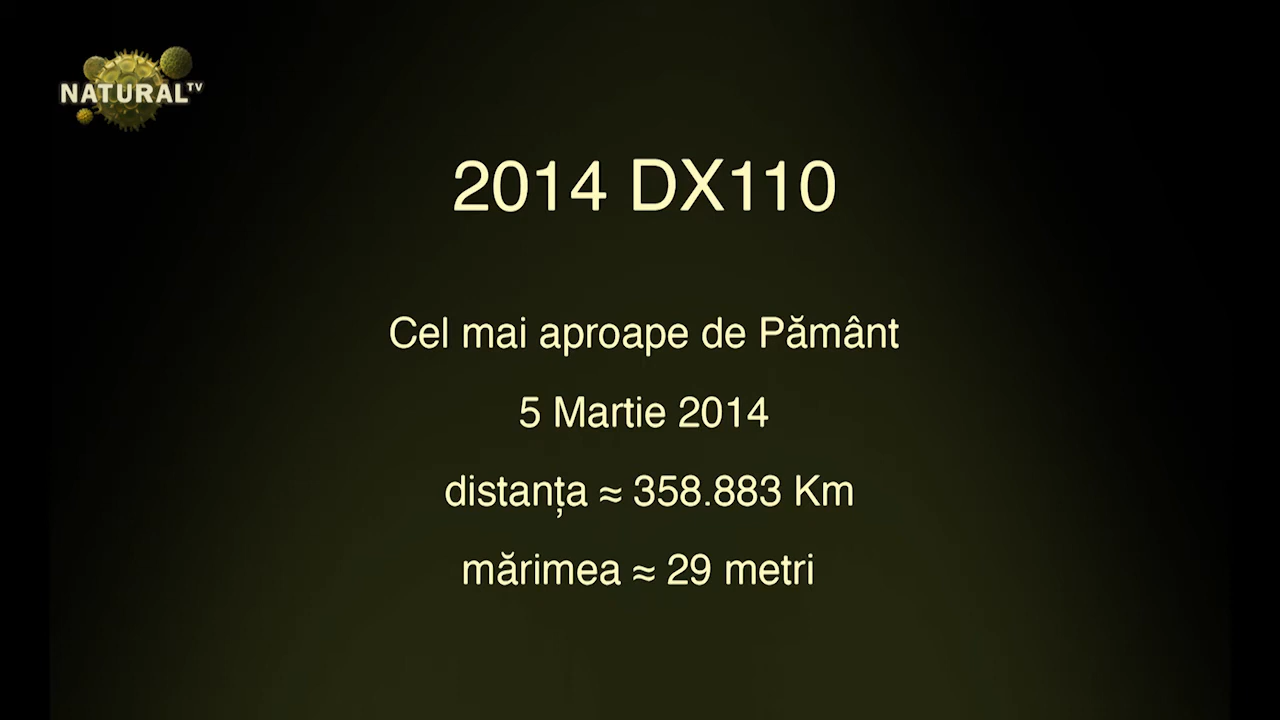 NATURAL TV
2014 DX110
Cel mai aproape de Pământ
5 Martie 2014
distanța ≈ 358.883 Km
mărimea ≈ 29 metri